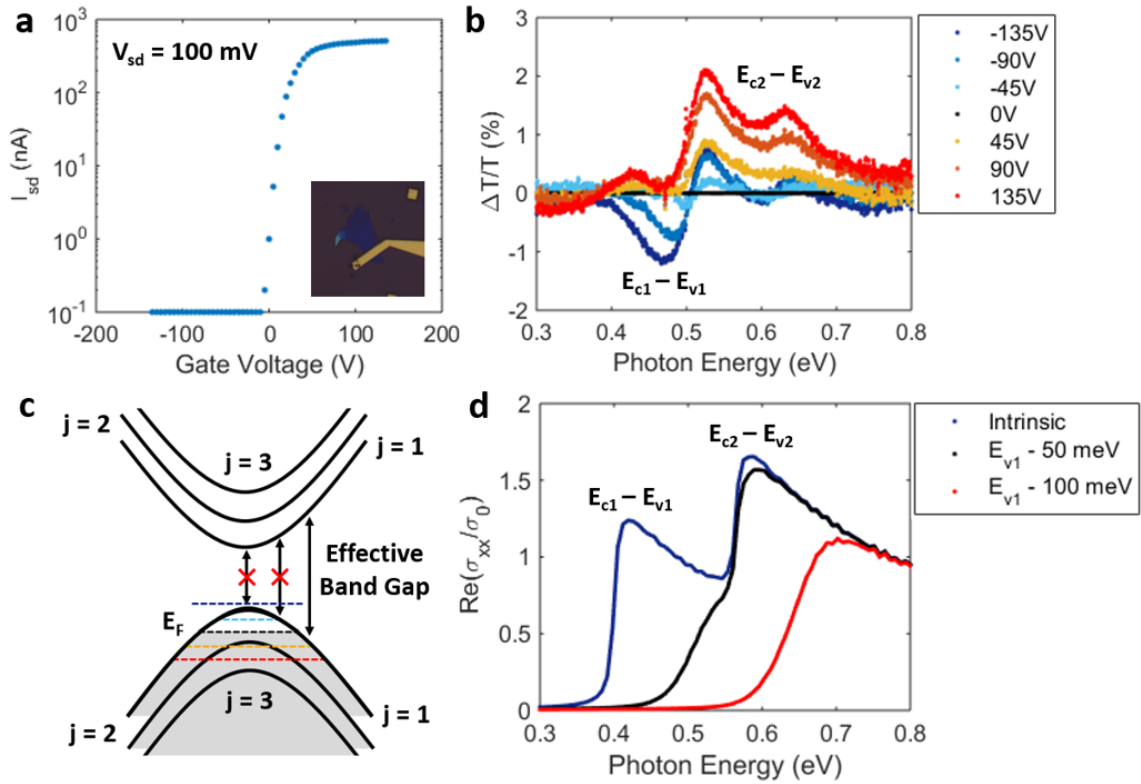 a
V_sd = 100 mV
I_sd (nA)
10^3
10^2
10^1
10^0
10^-1
-200 -100 0 100 200
Gate Voltage (V)
b
ΔT/T (%)
3
2
1
0
-1
-2
E_c2 – E_v2
E_c1 – E_v1
0.3 0.4 0.5 0.6 0.7 0.8
Photon Energy (eV)
-135V
-90V
-45V
0V
45V
90V
135V
c
j = 2
j = 1
j = 3
Effective
Band Gap
E_F
j = 3
j = 2
j = 1
d
Re(σ_xx/σ_0)
2
1.5
1
0.5
0
E_c2 – E_v2
E_c1 – E_v1
0.3 0.4 0.5 0.6 0.7 0.8
Photon Energy (eV)
Intrinsic
E_v1 - 50 meV
E_v1 - 100 meV